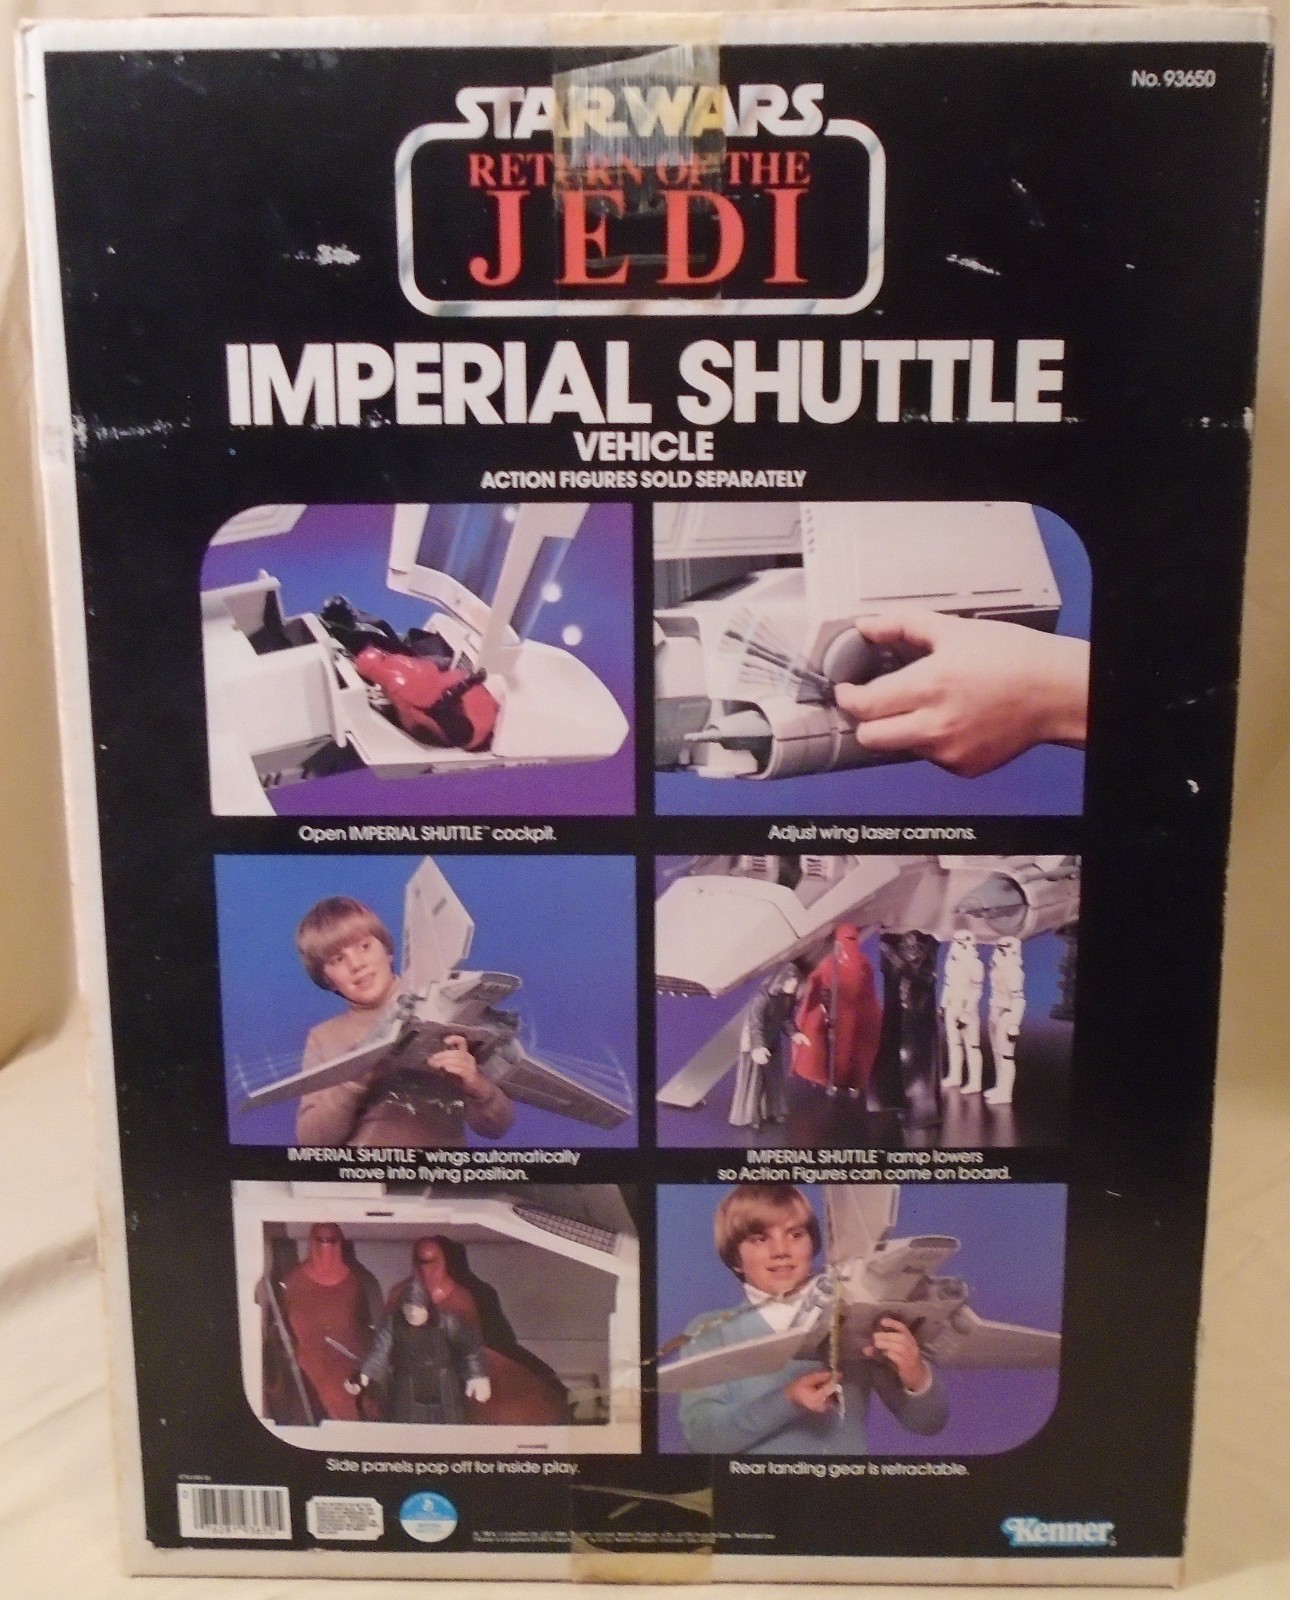 No. 93650
STAR WARS
RETURN OF THE
JEDI
IMPERIAL SHUTTLE
VEHICLE
ACTION FIGURES SOLD SEPARATELY
Open IMPERIAL SHUTTLE™ cockpit.
Adjust wing laser cannons.
IMPERIAL SHUTTLE™ wings automatically
move into flying position.
IMPERIAL SHUTTLE™ ramp lowers
so Action Figures can come on board.
Side panels pop off for inside play.
Rear landing gear is retractable.
Kenner